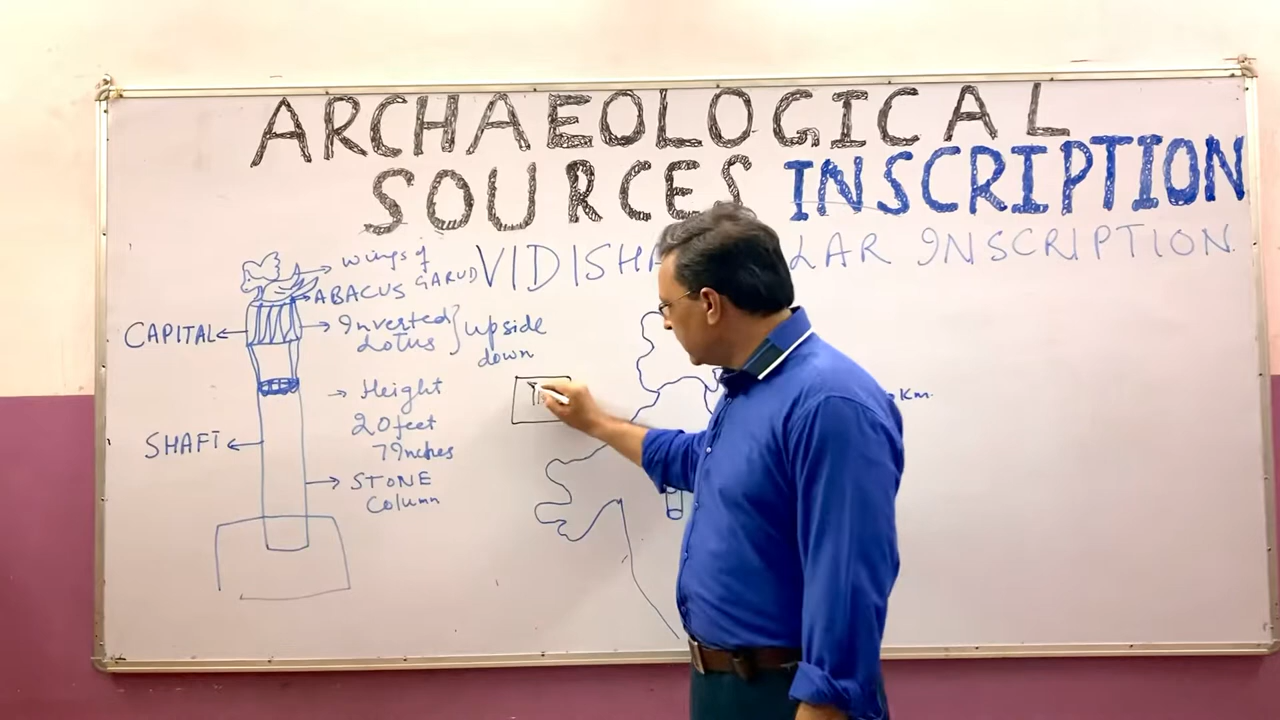 ARCHAEOLOGICAL
SOURCES INSCRIPTION
VIDISHA LAR INSCRIPTION
wings of
GARUD
ABACUS
CAPITAL
Inverted
Lotus
upside
down
Height
20 feet
7 Inches
SHAFT
STONE
Column
Km.